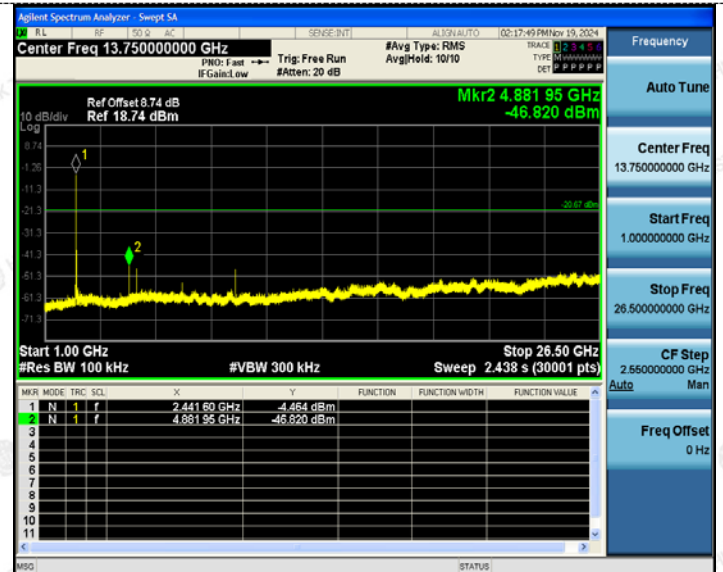 Agilent Spectrum Analyzer - Swept SA
RL RF 50 Ω AC SENSE:INT ALIGNAUTO 02:17:49 PM Nov 19, 2024
Center Freq 13.750000000 GHz
PNO: Fast
IFGain:Low
Trig: Free Run
#Atten: 20 dB
#Avg Type: RMS
Avg|Hold: 10/10
TRACE 1 2 3 4 5 6
TYPE M
DET P P P P P P
Ref Offset 8.74 dB
10 dB/div Ref 18.74 dBm
Log
Mkr2 4.881 95 GHz
-46.820 dBm
8.74
-1.26
-11.3
-21.3
-31.3
-41.3
-51.3
-61.3
-71.3
1
2
-20.67 dBm
Start 1.00 GHz Stop 26.50 GHz
#Res BW 100 kHz #VBW 300 kHz Sweep 2.438 s (30001 pts)
MKR MODE TRC SCL X Y FUNCTION FUNCTION WIDTH FUNCTION VALUE
1 N 1 f 2.441 60 GHz -4.464 dBm
2 N 1 f 4.881 95 GHz -46.820 dBm
3
4
5
6
7
8
9
10
11
MSG STATUS
Frequency
Auto Tune
Center Freq
13.750000000 GHz
Start Freq
1.000000000 GHz
Stop Freq
26.500000000 GHz
CF Step
2.550000000 GHz
Auto Man
Freq Offset
0 Hz